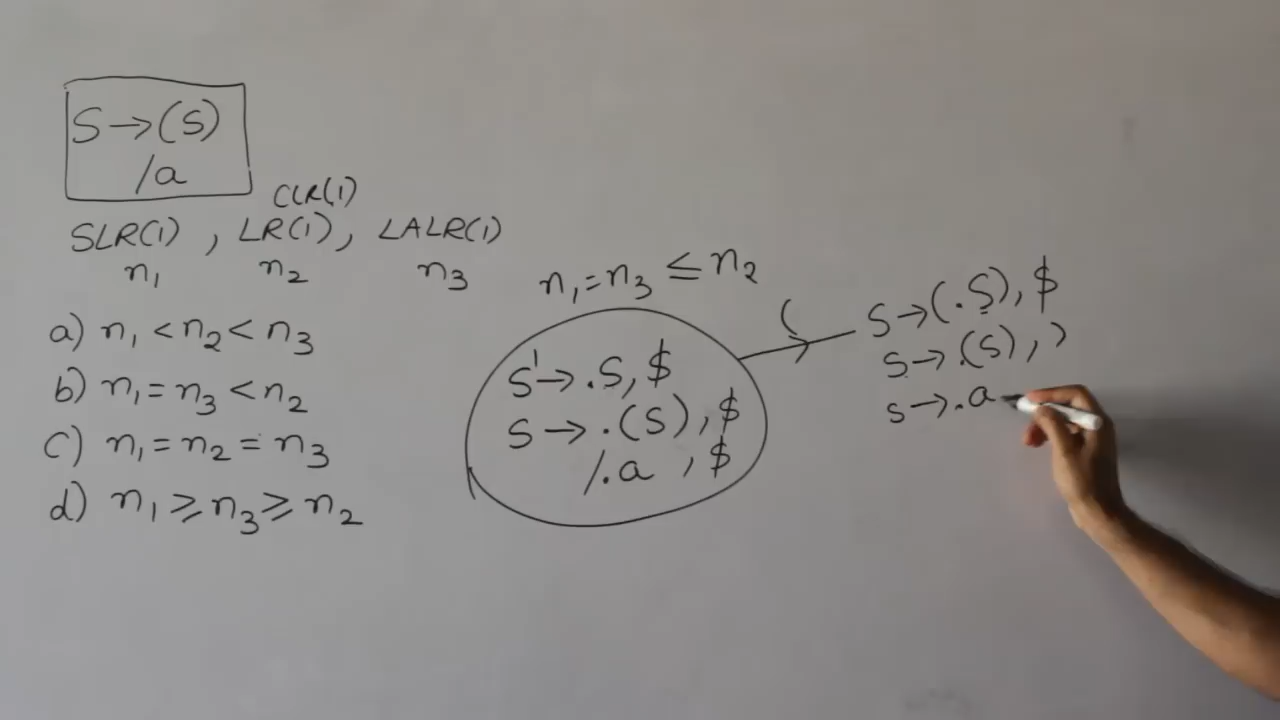 S→(S)
/a
CLR(1)
SLR(1) , LR(1), LALR(1)
n₁ n₂ n₃
a) n₁ < n₂ < n₃
b) n₁ = n₃ < n₂
c) n₁ = n₂ = n₃
d) n₁ ≥ n₃ ≥ n₂
n₁=n₃ ≤ n₂
S'→ .S, $
S → .(S), $
/.a , $
(
S→(.S), $
S→.(S), )
S→.a